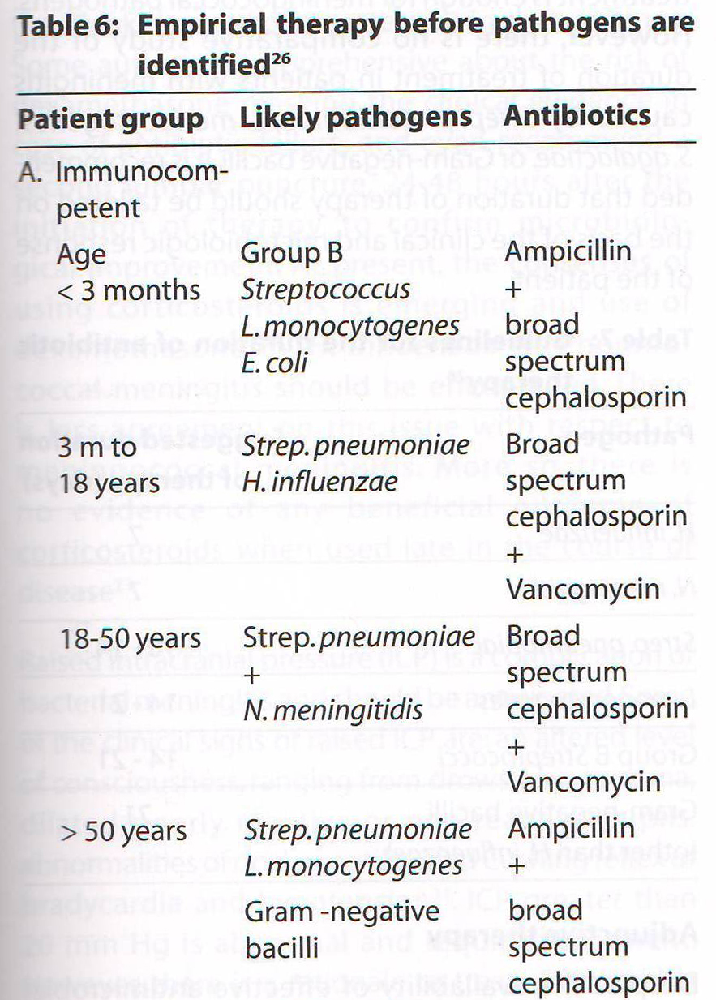 Table 6: Empirical therapy before pathogens are
identified26
Patient group Likely pathogens Antibiotics
A. Immunocom-
petent
Age Group B Ampicillin
< 3 months Streptococcus +
L. monocytogenes broad
E. coli spectrum
cephalosporin
3 m to Strep. pneumoniae Broad
18 years H. influenzae spectrum
cephalosporin
+
Vancomycin
18-50 years Strep. pneumoniae Broad
+ spectrum
N. meningitidis cephalosporin
+
Vancomycin
> 50 years Strep. pneumoniae Ampicillin
L. monocytogenes +
Gram -negative broad
bacilli spectrum
cephalosporin